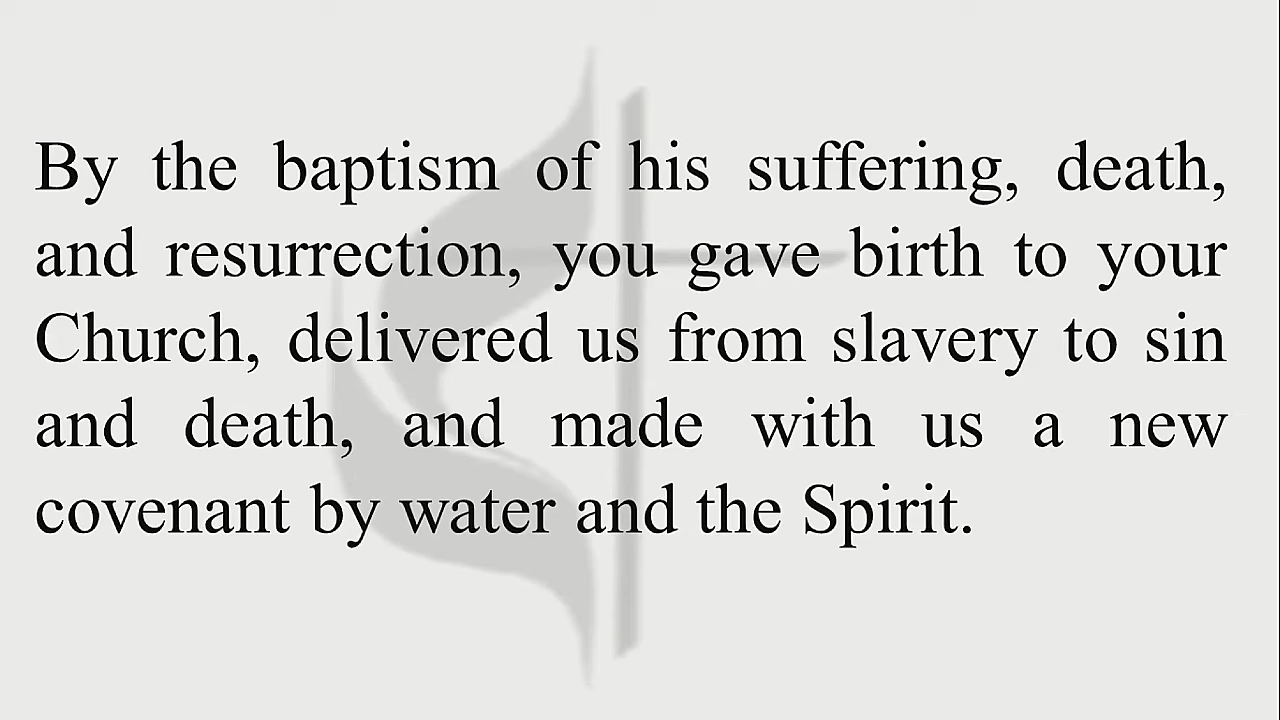 By the baptism of his suffering, death,
and resurrection, you gave birth to your
Church, delivered us from slavery to sin
and death, and made with us a new
covenant by water and the Spirit.